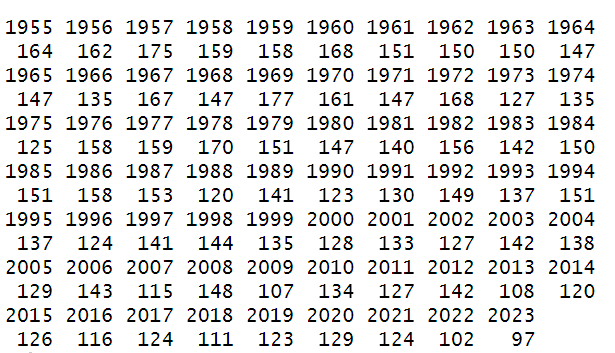 1955 1956 1957 1958 1959 1960 1961 1962 1963 1964
164 162 175 159 158 168 151 150 150 147
1965 1966 1967 1968 1969 1970 1971 1972 1973 1974
147 135 167 147 177 161 147 168 127 135
1975 1976 1977 1978 1979 1980 1981 1982 1983 1984
125 158 159 170 151 147 140 156 142 150
1985 1986 1987 1988 1989 1990 1991 1992 1993 1994
151 158 153 120 141 123 130 149 137 151
1995 1996 1997 1998 1999 2000 2001 2002 2003 2004
137 124 141 144 135 128 133 127 142 138
2005 2006 2007 2008 2009 2010 2011 2012 2013 2014
129 143 115 148 107 134 127 142 108 120
2015 2016 2017 2018 2019 2020 2021 2022 2023
126 116 124 111 123 129 124 102 97